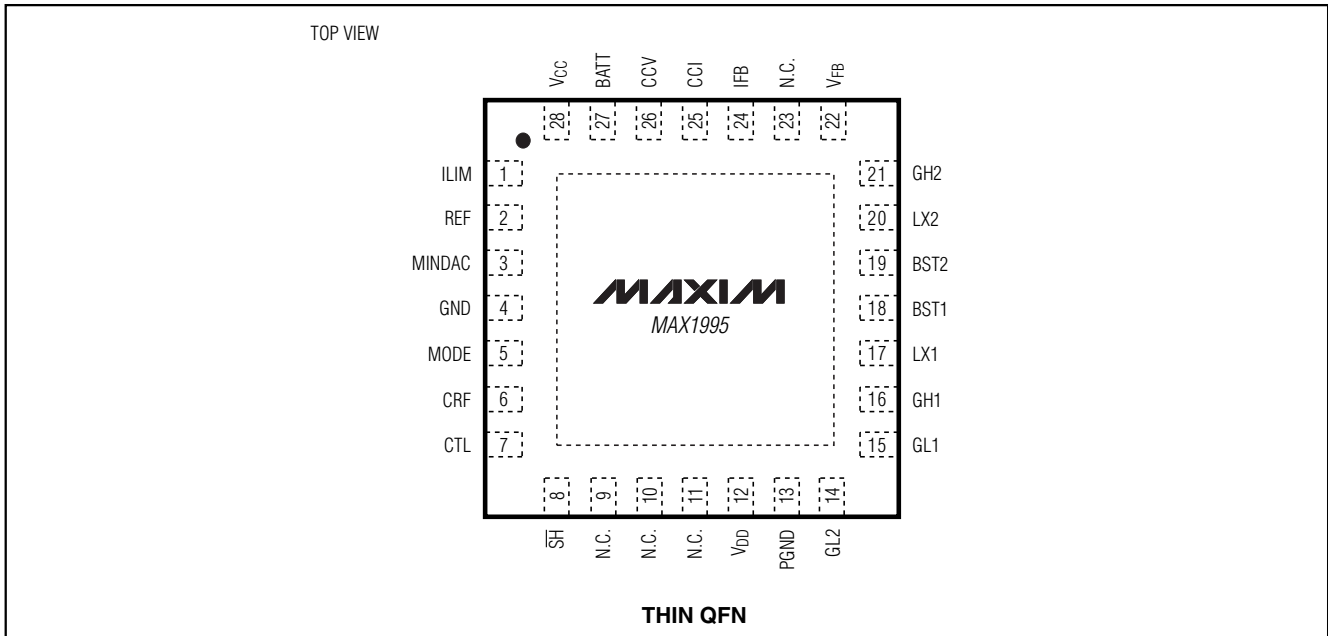 TOP VIEW
VCC BATT CCV CCI IFB N.C. VFB
28 27 26 25 24 23 22
ILIM 1 21 GH2
REF 2 20 LX2
MINDAC 3 19 BST2
MAXIM
GND 4 18 BST1
MAX1995
MODE 5 17 LX1
CRF 6 16 GH1
CTL 7 15 GL1
8 9 10 11 12 13 14
S̅H̅ N.C. N.C. N.C. VDD PGND GL2
THIN QFN